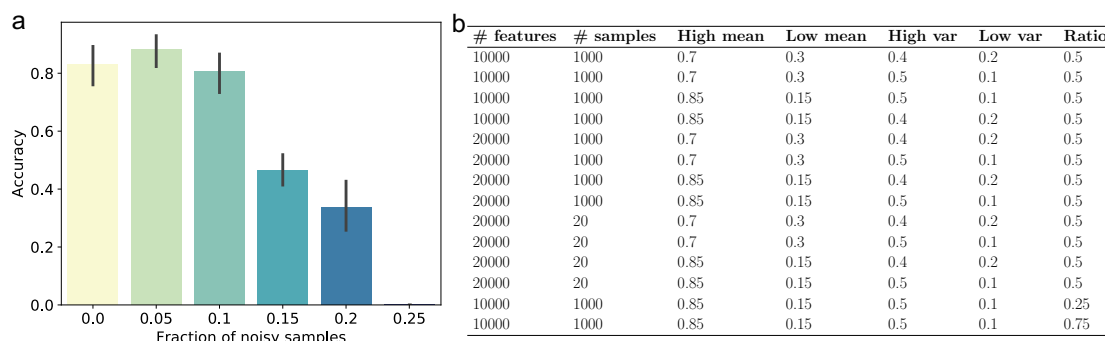 a
Accuracy
0.8
0.6
0.4
0.2
0.0
0.0 0.05 0.1 0.15 0.2 0.25
Fraction of noisy samples
b
# features # samples High mean Low mean High var Low var Ratio
10000 1000 0.7 0.3 0.4 0.2 0.5
10000 1000 0.7 0.3 0.5 0.1 0.5
10000 1000 0.85 0.15 0.5 0.1 0.5
10000 1000 0.85 0.15 0.4 0.2 0.5
20000 1000 0.7 0.3 0.4 0.2 0.5
20000 1000 0.7 0.3 0.5 0.1 0.5
20000 1000 0.85 0.15 0.4 0.2 0.5
20000 1000 0.85 0.15 0.5 0.1 0.5
20000 20 0.7 0.3 0.4 0.2 0.5
20000 20 0.7 0.3 0.5 0.1 0.5
20000 20 0.85 0.15 0.4 0.2 0.5
20000 20 0.85 0.15 0.5 0.1 0.5
10000 1000 0.85 0.15 0.5 0.1 0.25
10000 1000 0.85 0.15 0.5 0.1 0.75